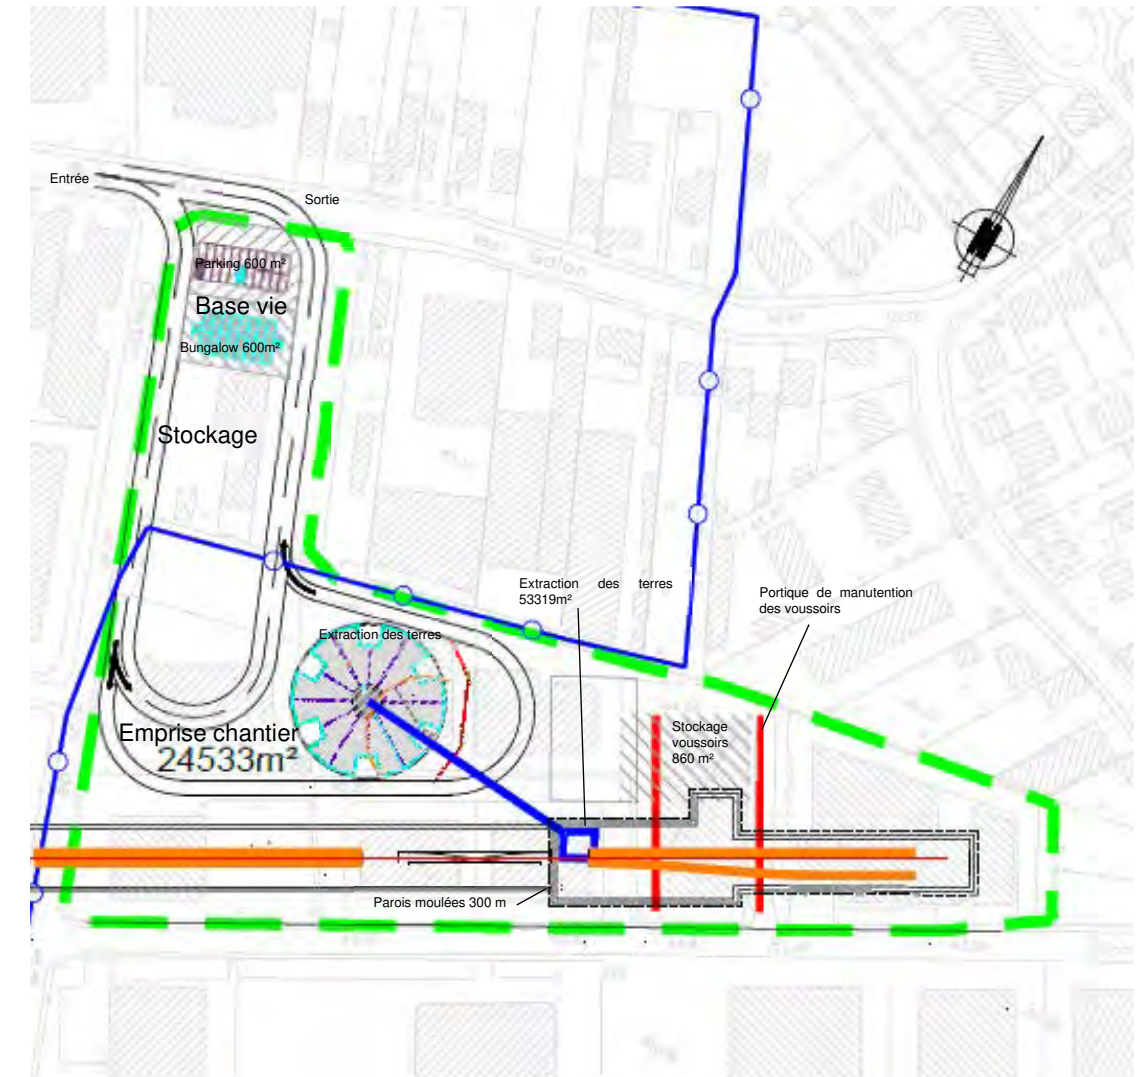 Entrée
Sortie
Parking 600 m²
Base vie
Bungalow 600m²
Stockage
Extraction des terres
53319m²
Portique de manutention
des voussoirs
Extraction des terres
Stockage
voussoirs
860 m²
Emprise chantier
24533m²
Parois moulées 300 m